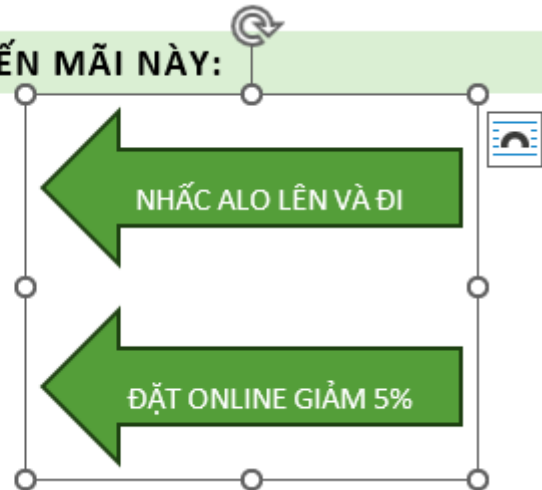 ẾN MÃI NÀY:
NHẤC ALO LÊN VÀ ĐI
ĐẶT ONLINE GIẢM 5%